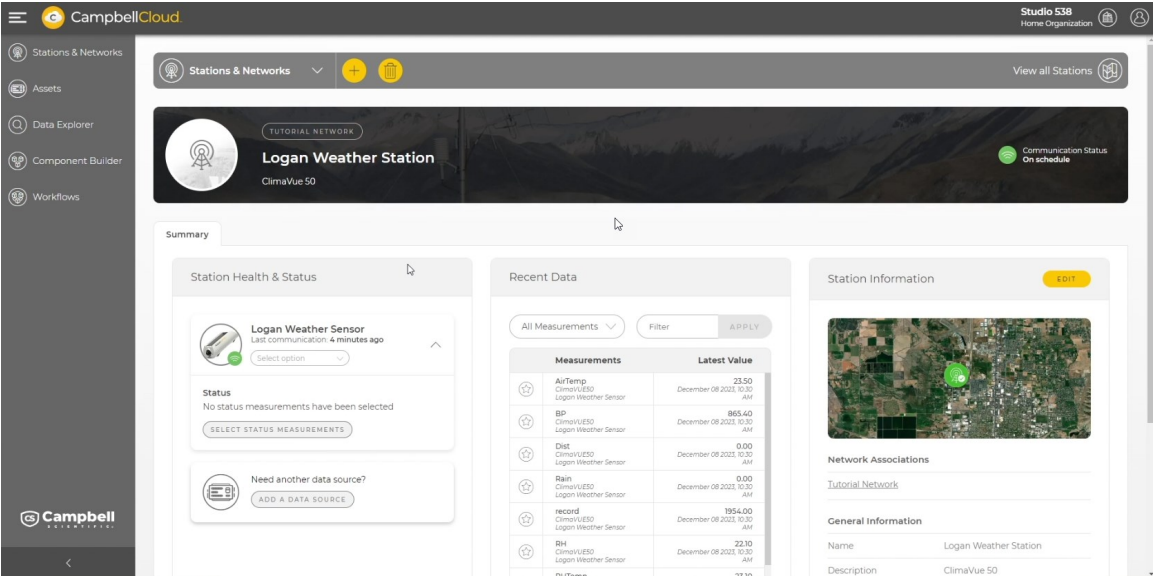 CampbellCloud.
Studio 538
Home Organization
Stations & Networks
Assets
Data Explorer
Component Builder
Workflows
Campbell
SCIENTIFIC.
Stations & Networks
View all Stations
TUTORIAL NETWORK
Logan Weather Station
ClimaVue 50
Communication Status
On schedule
Summary
Station Health & Status
Logan Weather Sensor
Last communication: 4 minutes ago
Select option
Status
No status measurements have been selected
SELECT STATUS MEASUREMENTS
Need another data source?
ADD A DATA SOURCE
Recent Data
All Measurements
Filter
APPLY
Measurements Latest Value
AirTemp 23.50
ClimaVUE50 December 08 2023, 10:30
Logan Weather Sensor AM
BP 865.40
ClimaVUE50 December 08 2023, 10:30
Logan Weather Sensor AM
Dist 0.00
ClimaVUE50 December 08 2023, 10:30
Logan Weather Sensor AM
Rain 0.00
ClimaVUE50 December 08 2023, 10:30
Logan Weather Sensor AM
record 1954.00
ClimaVUE50 December 08 2023, 10:30
Logan Weather Sensor AM
RH 22.10
ClimaVUE50 December 08 2023, 10:30
Logan Weather Sensor AM
Station Information
EDIT
Network Associations
Tutorial Network
General Information
Name Logan Weather Station
Description ClimaVue 50